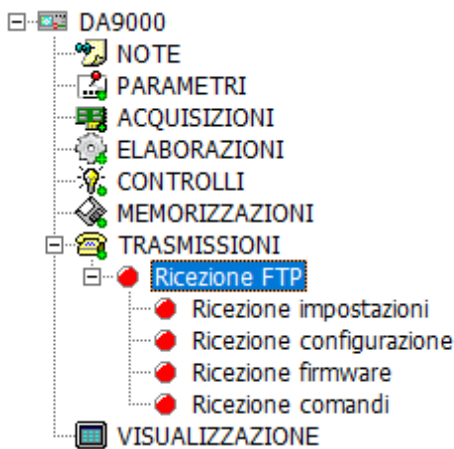 DA9000
NOTE
PARAMETRI
ACQUISIZIONI
ELABORAZIONI
CONTROLLI
MEMORIZZAZIONI
TRASMISSIONI
Ricezione FTP
Ricezione impostazioni
Ricezione configurazione
Ricezione firmware
Ricezione comandi
VISUALIZZAZIONE